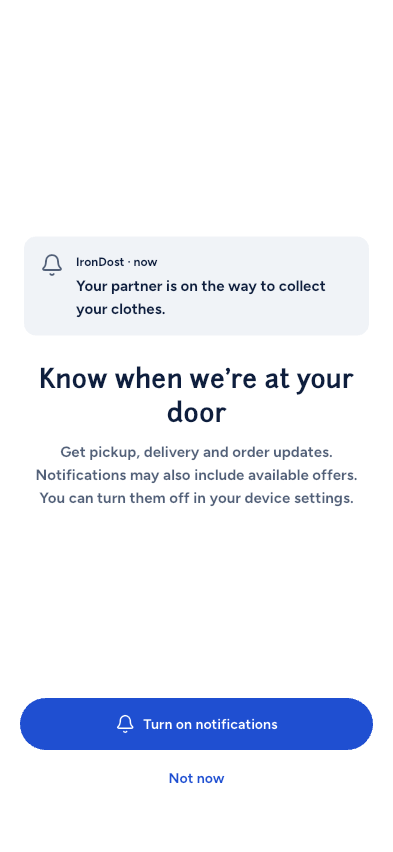 IronDost · now
Your partner is on the way to collect
your clothes.
Know when we’re at your
door
Get pickup, delivery and order updates.
Notifications may also include available offers.
You can turn them off in your device settings.
Turn on notifications
Not now